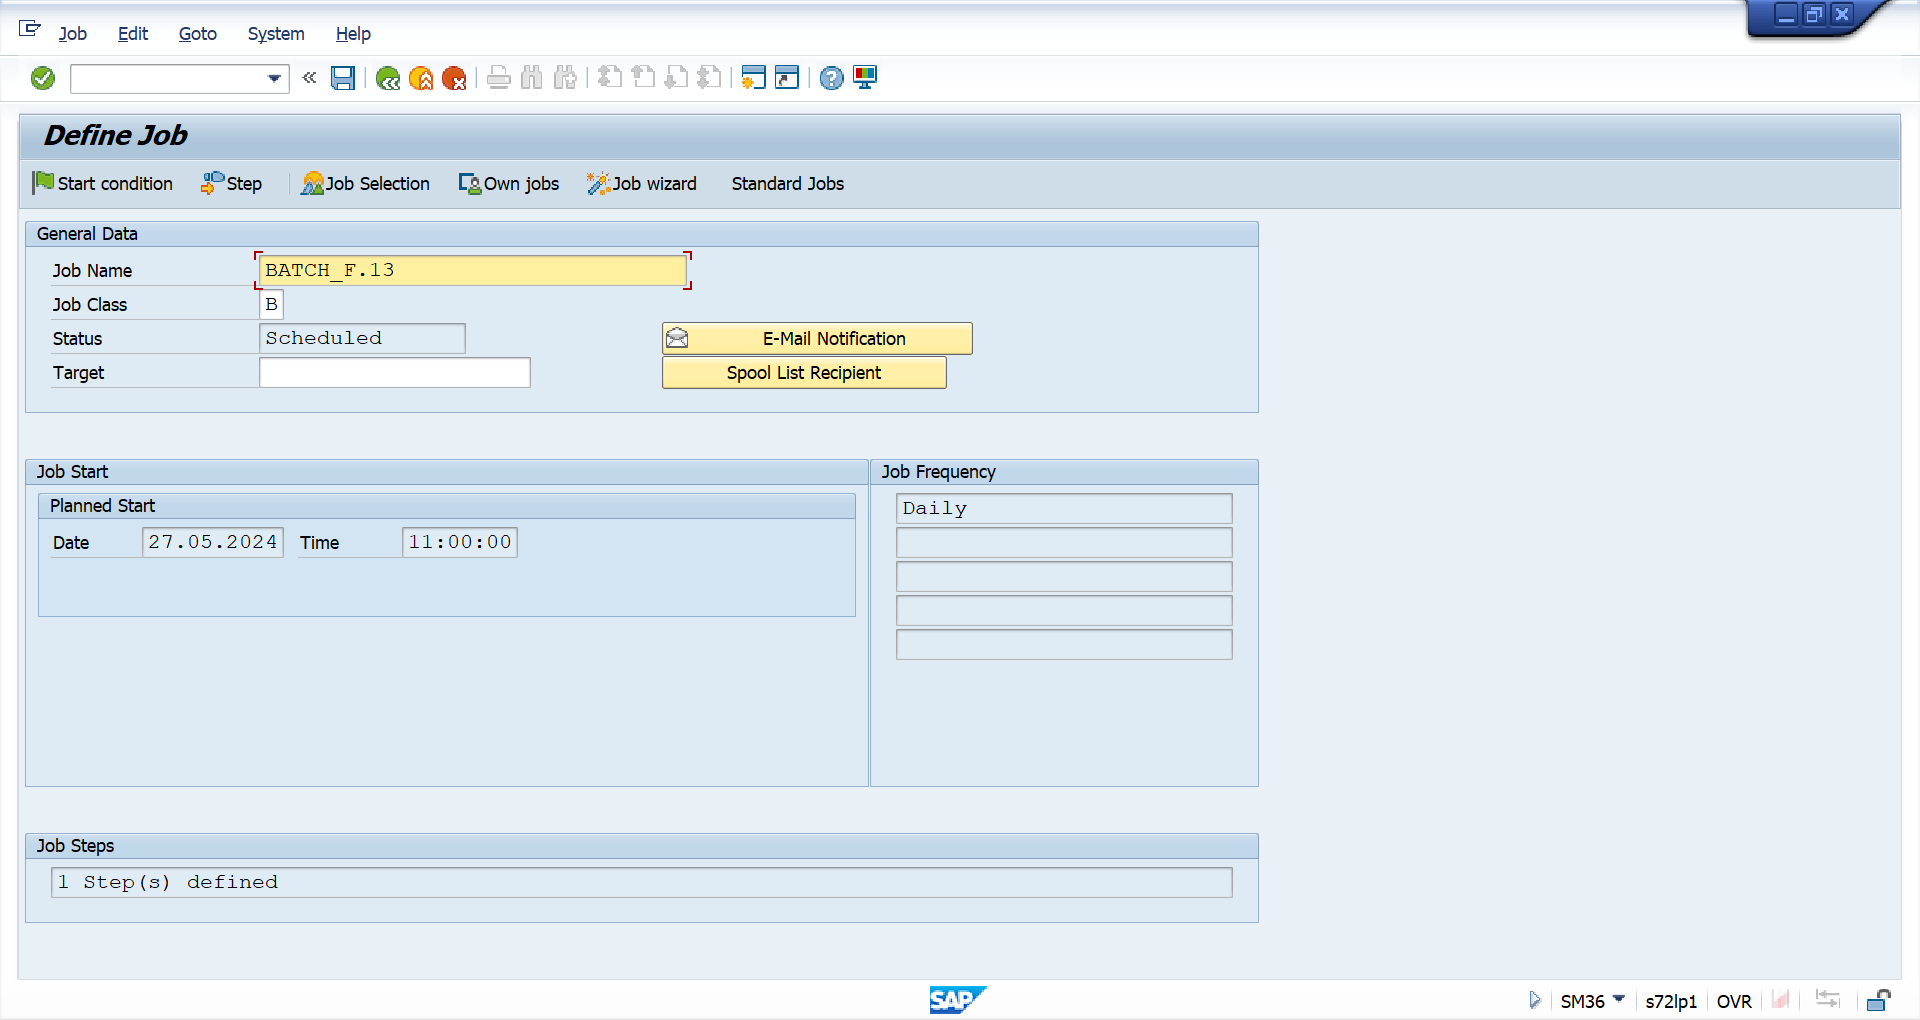 Job Edit Goto System Help
Define Job
Start condition Step Job Selection Own jobs Job wizard Standard Jobs
General Data
Job Name BATCH_F.13
Job Class B
Status Scheduled E-Mail Notification
Target Spool List Recipient
Job Start Job Frequency
Planned Start Daily
Date 27.05.2024 Time 11:00:00
Job Steps
1 Step(s) defined
SAP SM36 s72lp1 OVR